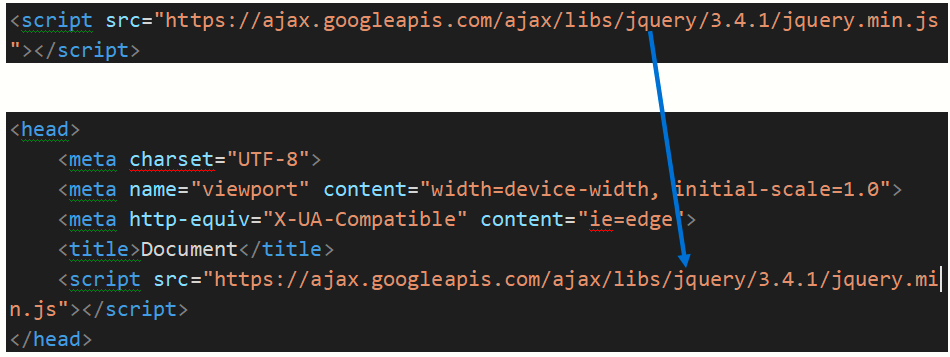 <script src="https://ajax.googleapis.com/ajax/libs/jquery/3.4.1/jquery.min.js
"></script>
<head>
<meta charset="UTF-8">
<meta name="viewport" content="width=device-width, initial-scale=1.0">
<meta http-equiv="X-UA-Compatible" content="ie=edge">
<title>Document</title>
<script src="https://ajax.googleapis.com/ajax/libs/jquery/3.4.1/jquery.mi
n.js"></script>
</head>